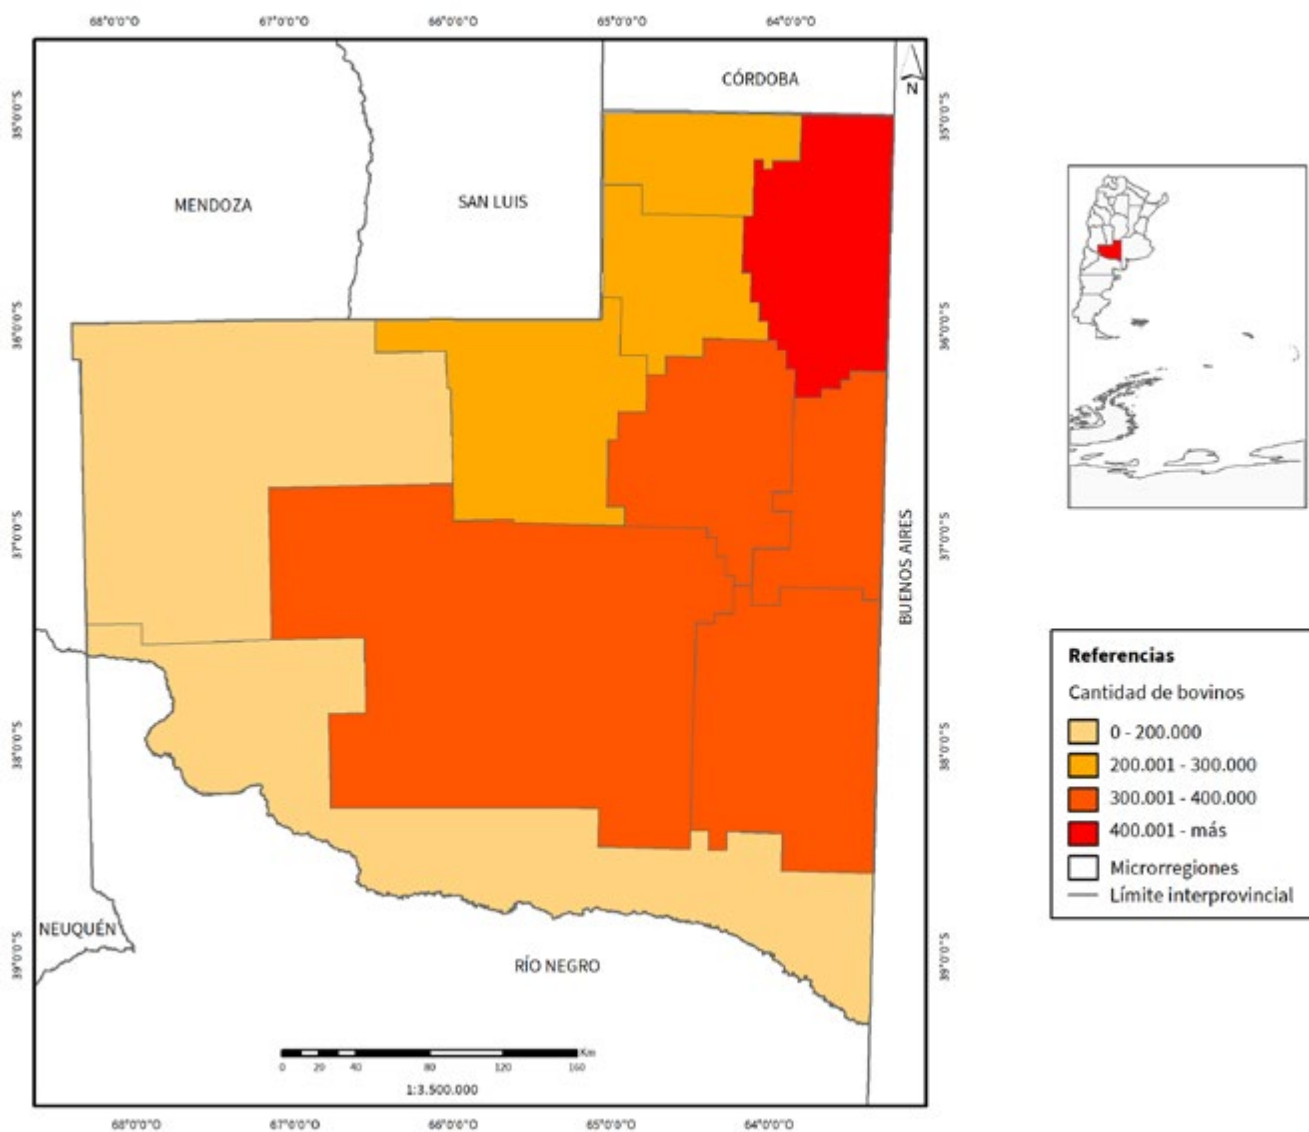 68°0'0"O 67°0'0"O 66°0'0"O 65°0'0"O 64°0'0"O
CÓRDOBA
N
MENDOZA
SAN LUIS
35°0'0"S
35°0'0"S
36°0'0"S
36°0'0"S
37°0'0"S
37°0'0"S
38°0'0"S
38°0'0"S
39°0'0"S
39°0'0"S
BUENOS AIRES
NEUQUÉN
RÍO NEGRO
Km
0 20 40 80 120 160
1:3.500.000
68°0'0"O 67°0'0"O 66°0'0"O 65°0'0"O 64°0'0"O
Referencias
Cantidad de bovinos
0 - 200.000
200.001 - 300.000
300.001 - 400.000
400.001 - más
Microrregiones
Límite interprovincial